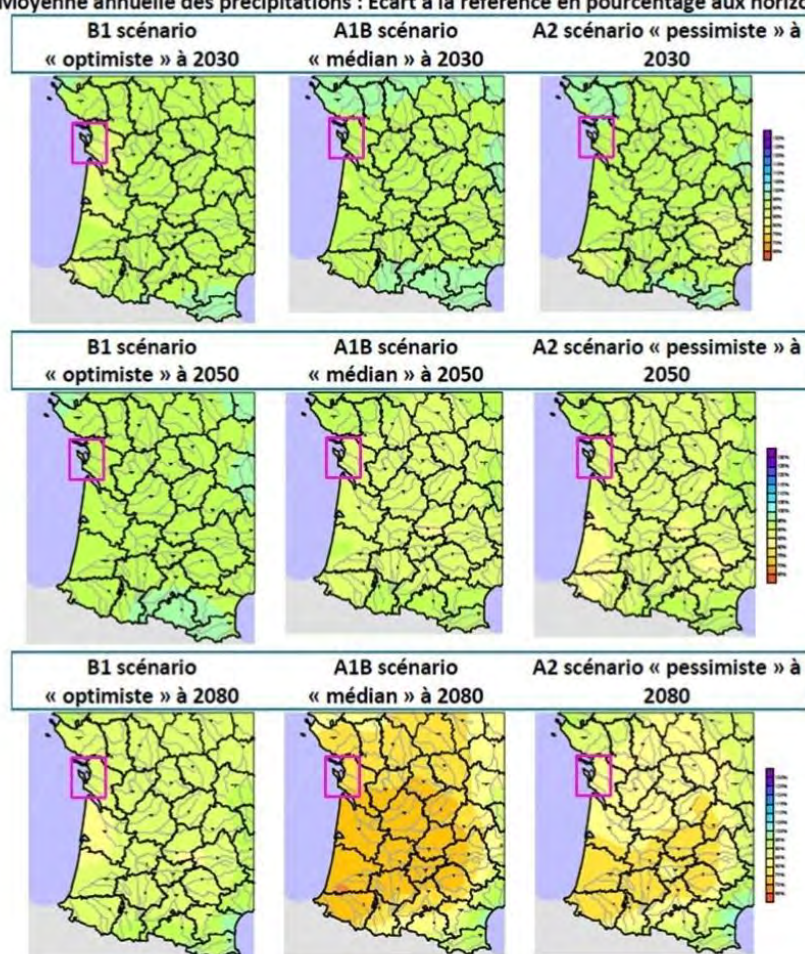 Moyenne annuelle des précipitations : Ecart à la référence en pourcentage aux
B1 scénario
« optimiste » à 2030
A1B scénario
« médian » à 2030
A2 scénario « pessimiste » à
2030
B1 scénario
« optimiste » à 2050
A1B scénario
« médian » à 2050
A2 scénario « pessimiste » à
2050
B1 scénario
« optimiste » à 2080
A1B scénario
« médian » à 2080
A2 scénario « pessimiste » à
2080